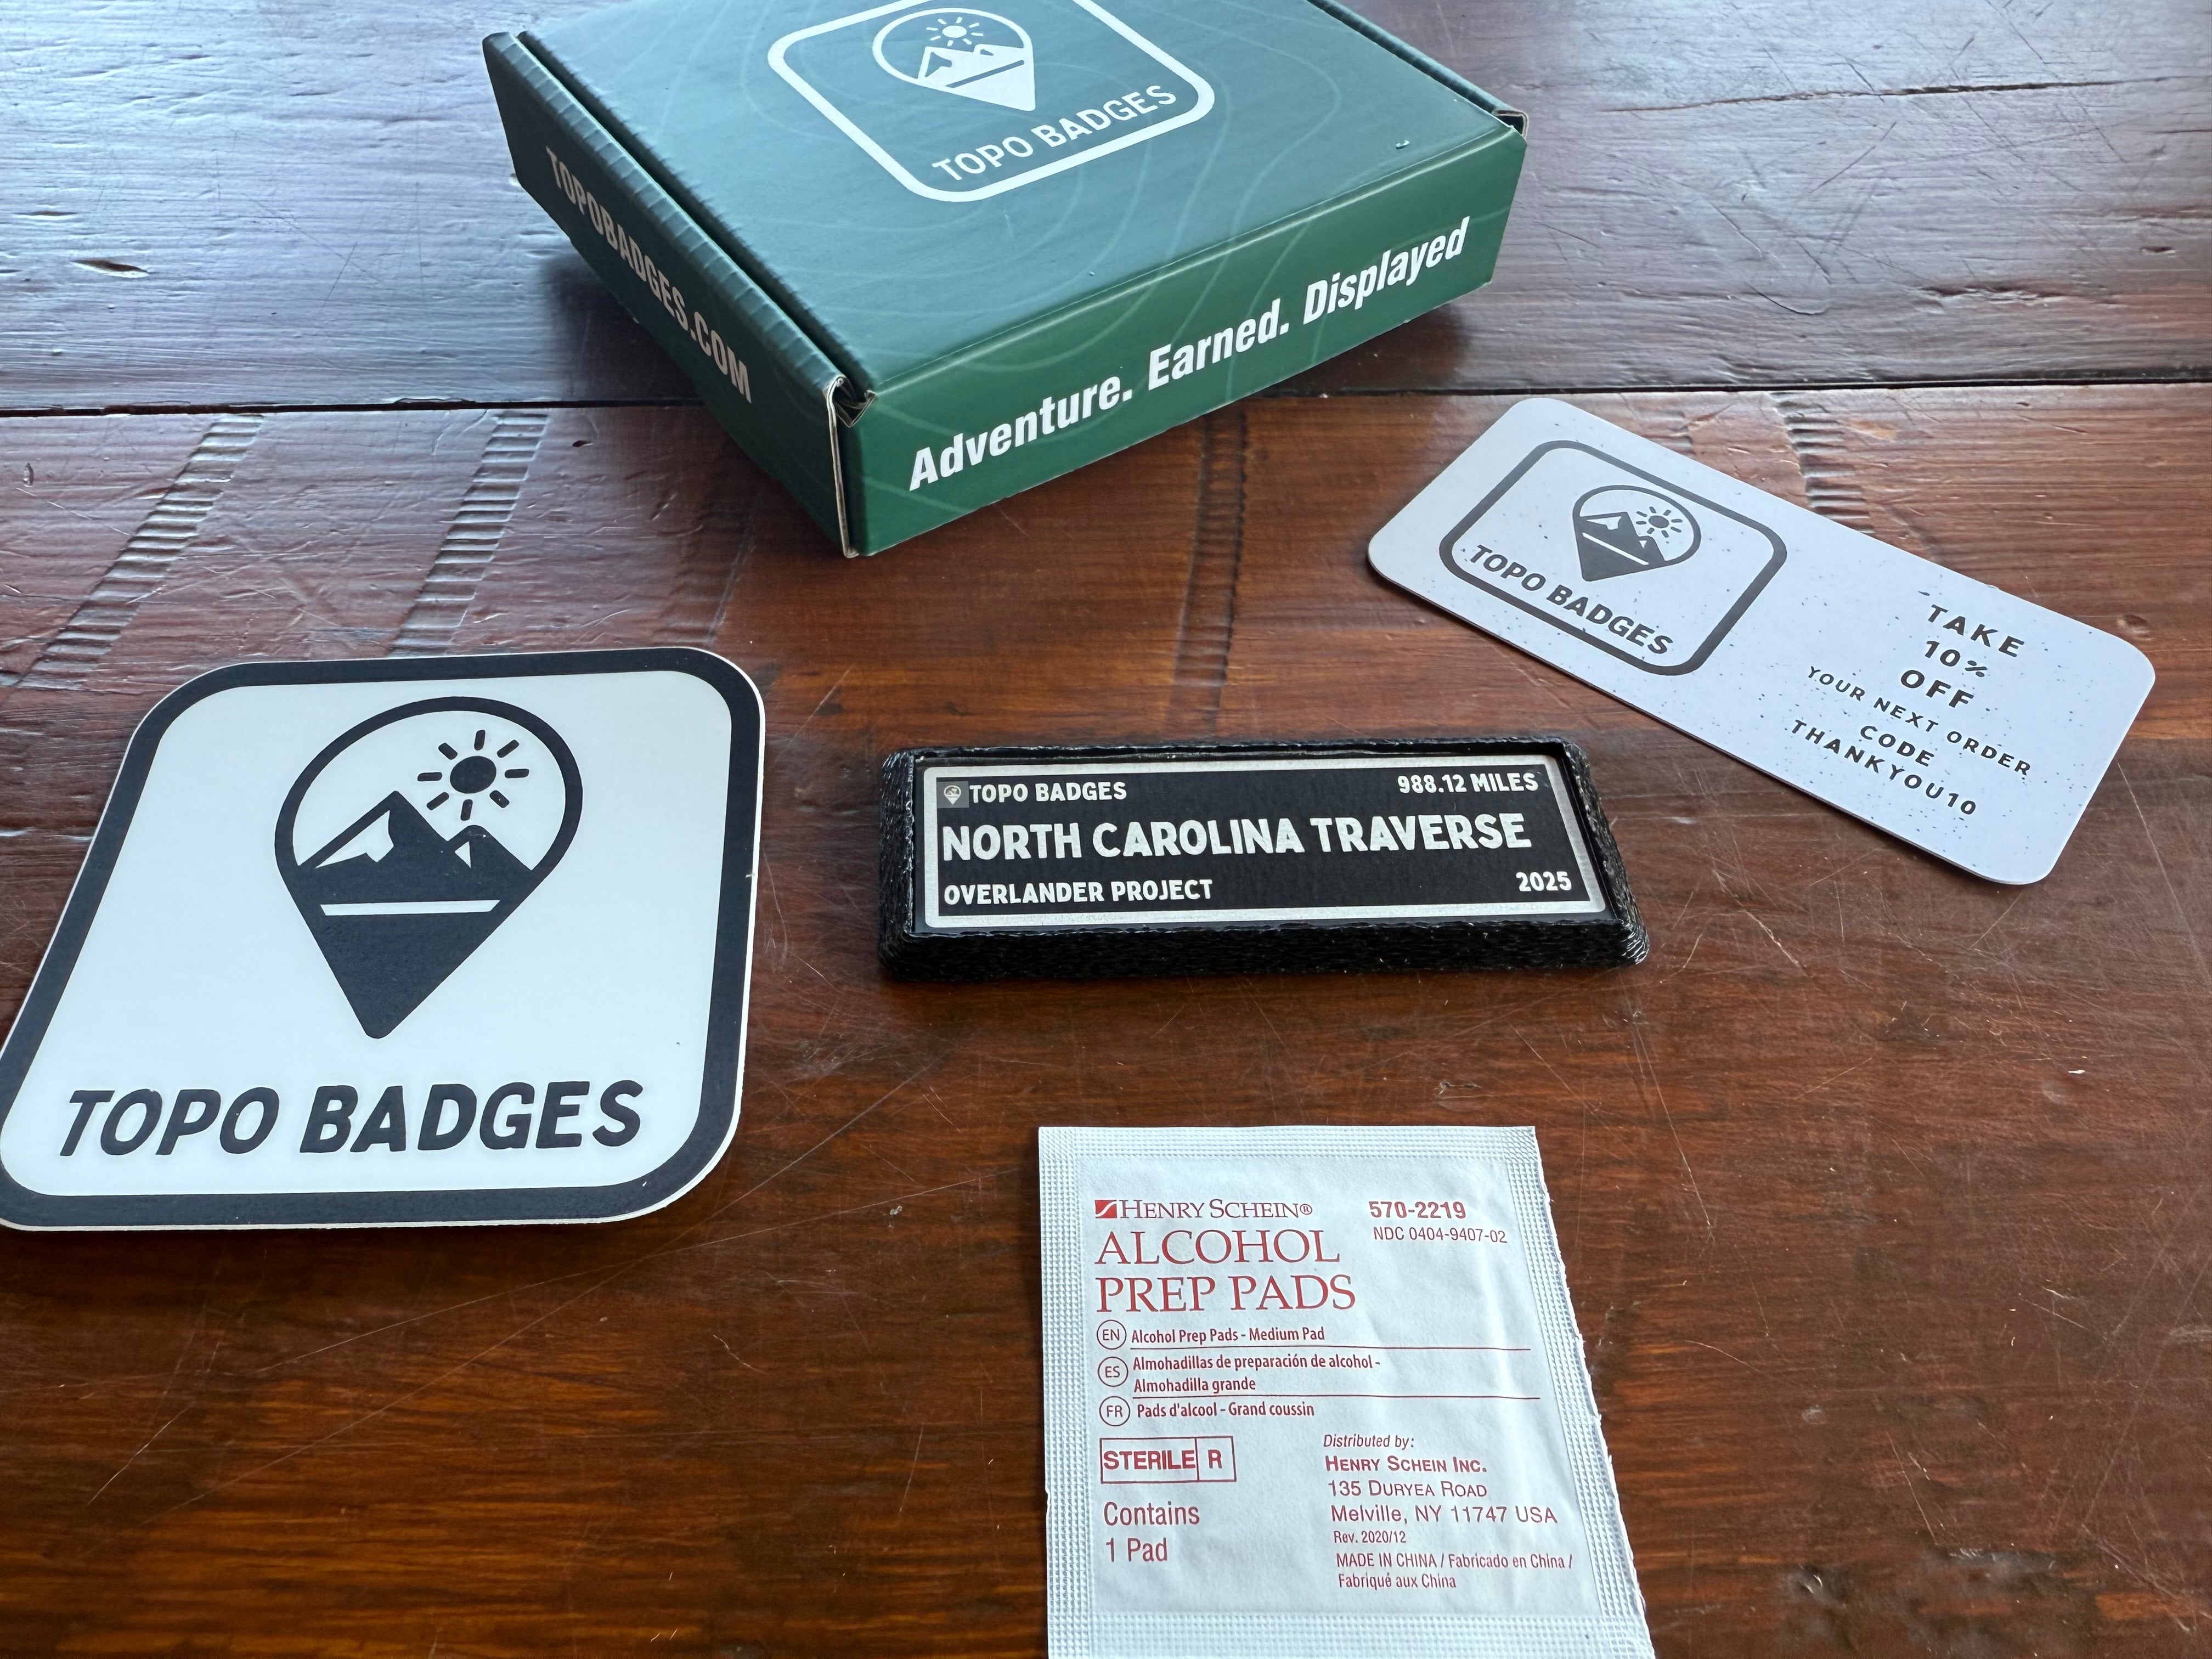 TOPO BADGES
TOPOBADGES.COM
Adventure. Earned. Displayed
TOPO BADGES
TAKE
10%
OFF
YOUR NEXT ORDER
CODE
THANKYOU10
TOPO BADGES
TOPO BADGES 988.12 MILES
NORTH CAROLINA TRAVERSE
OVERLANDER PROJECT 2025
HENRY SCHEIN® 570-2219
NDC 0404-9407-02
ALCOHOL
PREP PADS
EN Alcohol Prep Pads - Medium Pad
ES Almohadillas de preparación de alcohol -
Almohadilla grande
FR Pads d'alcool - Grand coussin
STERILE R
Contains
1 Pad
Distributed by:
HENRY SCHEIN INC.
135 DURYEA ROAD
Melville, NY 11747 USA
Rev. 2020/12
MADE IN CHINA / Fabricado en China /
Fabriqué aux China